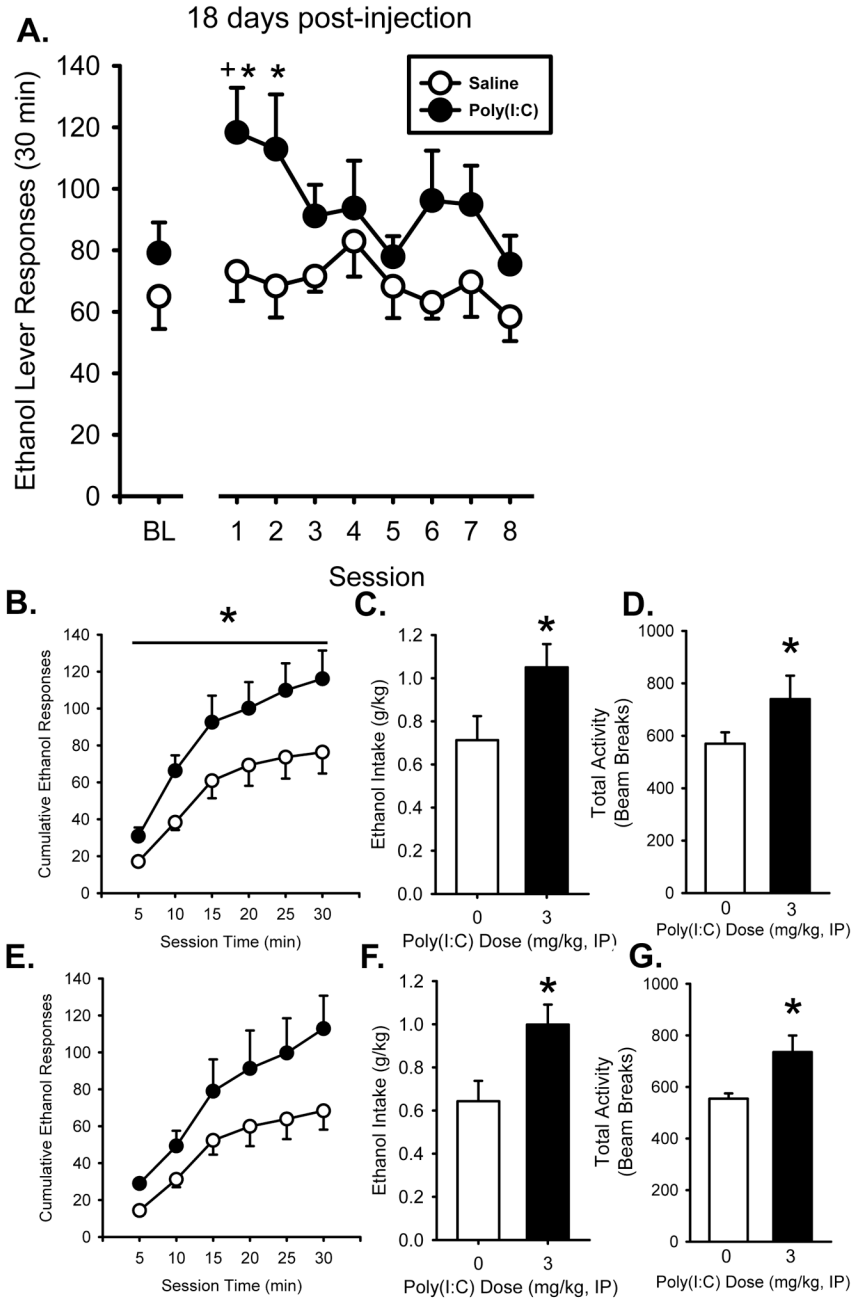 18 days post-injection
A.
Ethanol Lever Responses (30 min)
140
120
100
80
60
40
20
0
+ * *
Saline
Poly(I:C)
BL 1 2 3 4 5 6 7 8
Session
B.
Cumulative Ethanol Responses
140
120
100
80
60
40
20
0
*
5 10 15 20 25 30
Session Time (min)
C.
Ethanol Intake (g/kg)
1.2
1.0
0.8
0.6
0.4
0.2
0.0
*
0 3
Poly(I:C) Dose (mg/kg, IP)
D.
Total Activity
(Beam Breaks)
1000
800
600
400
200
0
*
0 3
Poly(I:C) Dose (mg/kg, IP)
E.
Cumulative Ethanol Responses
140
120
100
80
60
40
20
0
5 10 15 20 25 30
Session Time (min)
F.
Ethanol Intake (g/kg)
1.2
1.0
0.8
0.6
0.4
0.2
0.0
*
0 3
Poly(I:C) Dose (mg/kg, IP)
G.
Total Activity
(Beam Breaks)
1000
800
600
400
200
0
*
0 3
Poly(I:C) Dose (mg/kg, IP)